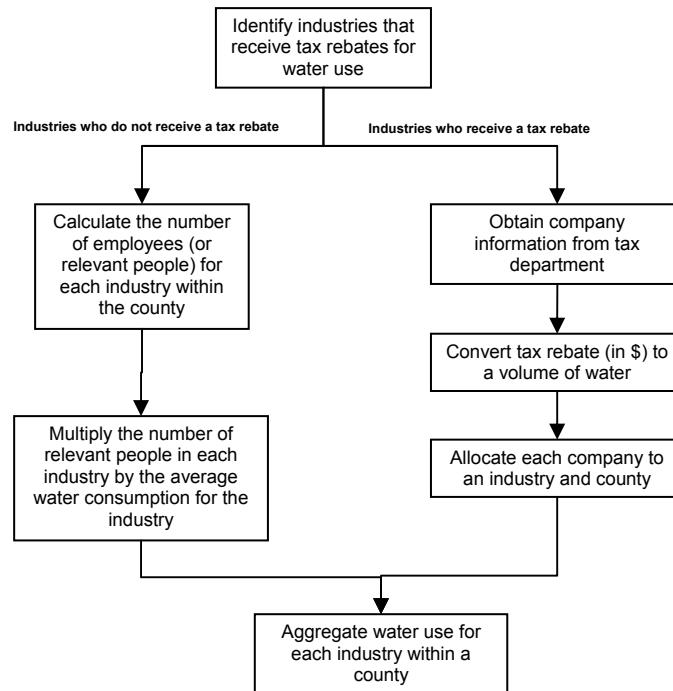 Identify industries that
receive tax rebates for
water use
Industries who do not receive a tax rebate
Industries who receive a tax rebate
Calculate the number
of employees (or
relevant people) for
each industry within
the county
Obtain company
information from tax
department
Convert tax rebate (in $) to
a volume of water
Multiply the number of
relevant people in each
industry by the average
water consumption for the
industry
Allocate each company to
an industry and county
Aggregate water use for
each industry within a
county